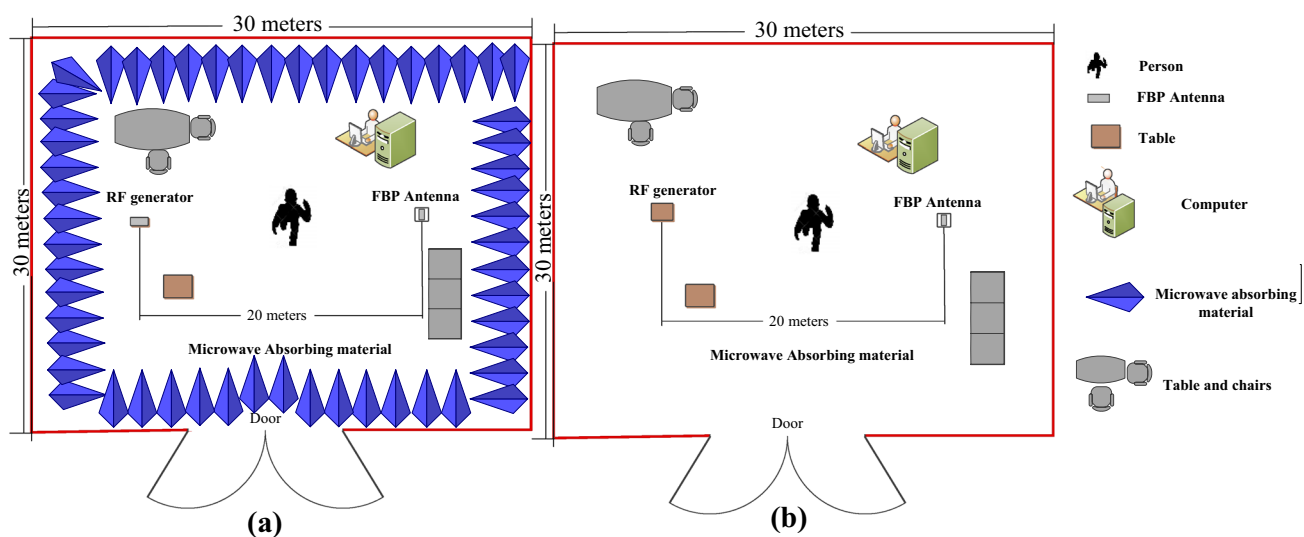 30 meters
30 meters
RF generator
FBP Antenna
20 meters
Microwave Absorbing material
Door
(a)
30 meters
30 meters
RF generator
FBP Antenna
20 meters
Microwave Absorbing material
Door
(b)
Person
FBP Antenna
Table
Computer
Microwave absorbing
material
Table and chairs